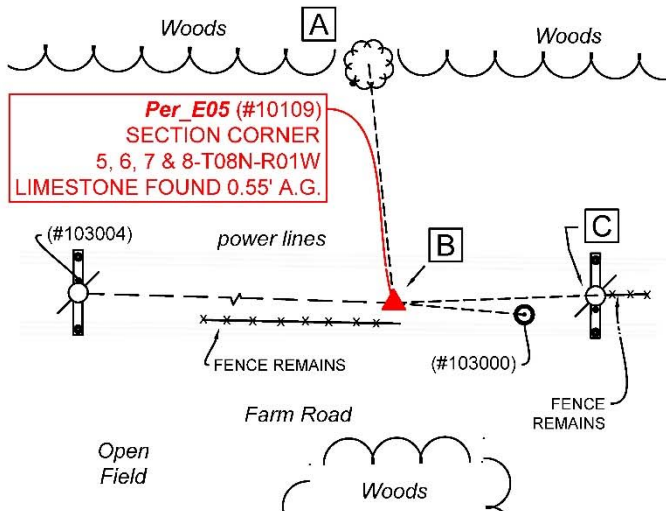 Woods
A
Woods
Per_E05 (#10109)
SECTION CORNER
5, 6, 7 & 8-T08N-R01W
LIMESTONE FOUND 0.55' A.G.
(#103004)
power lines
B
C
FENCE REMAINS
(#103000)
Farm Road
FENCE
REMAINS
Open
Field
Woods